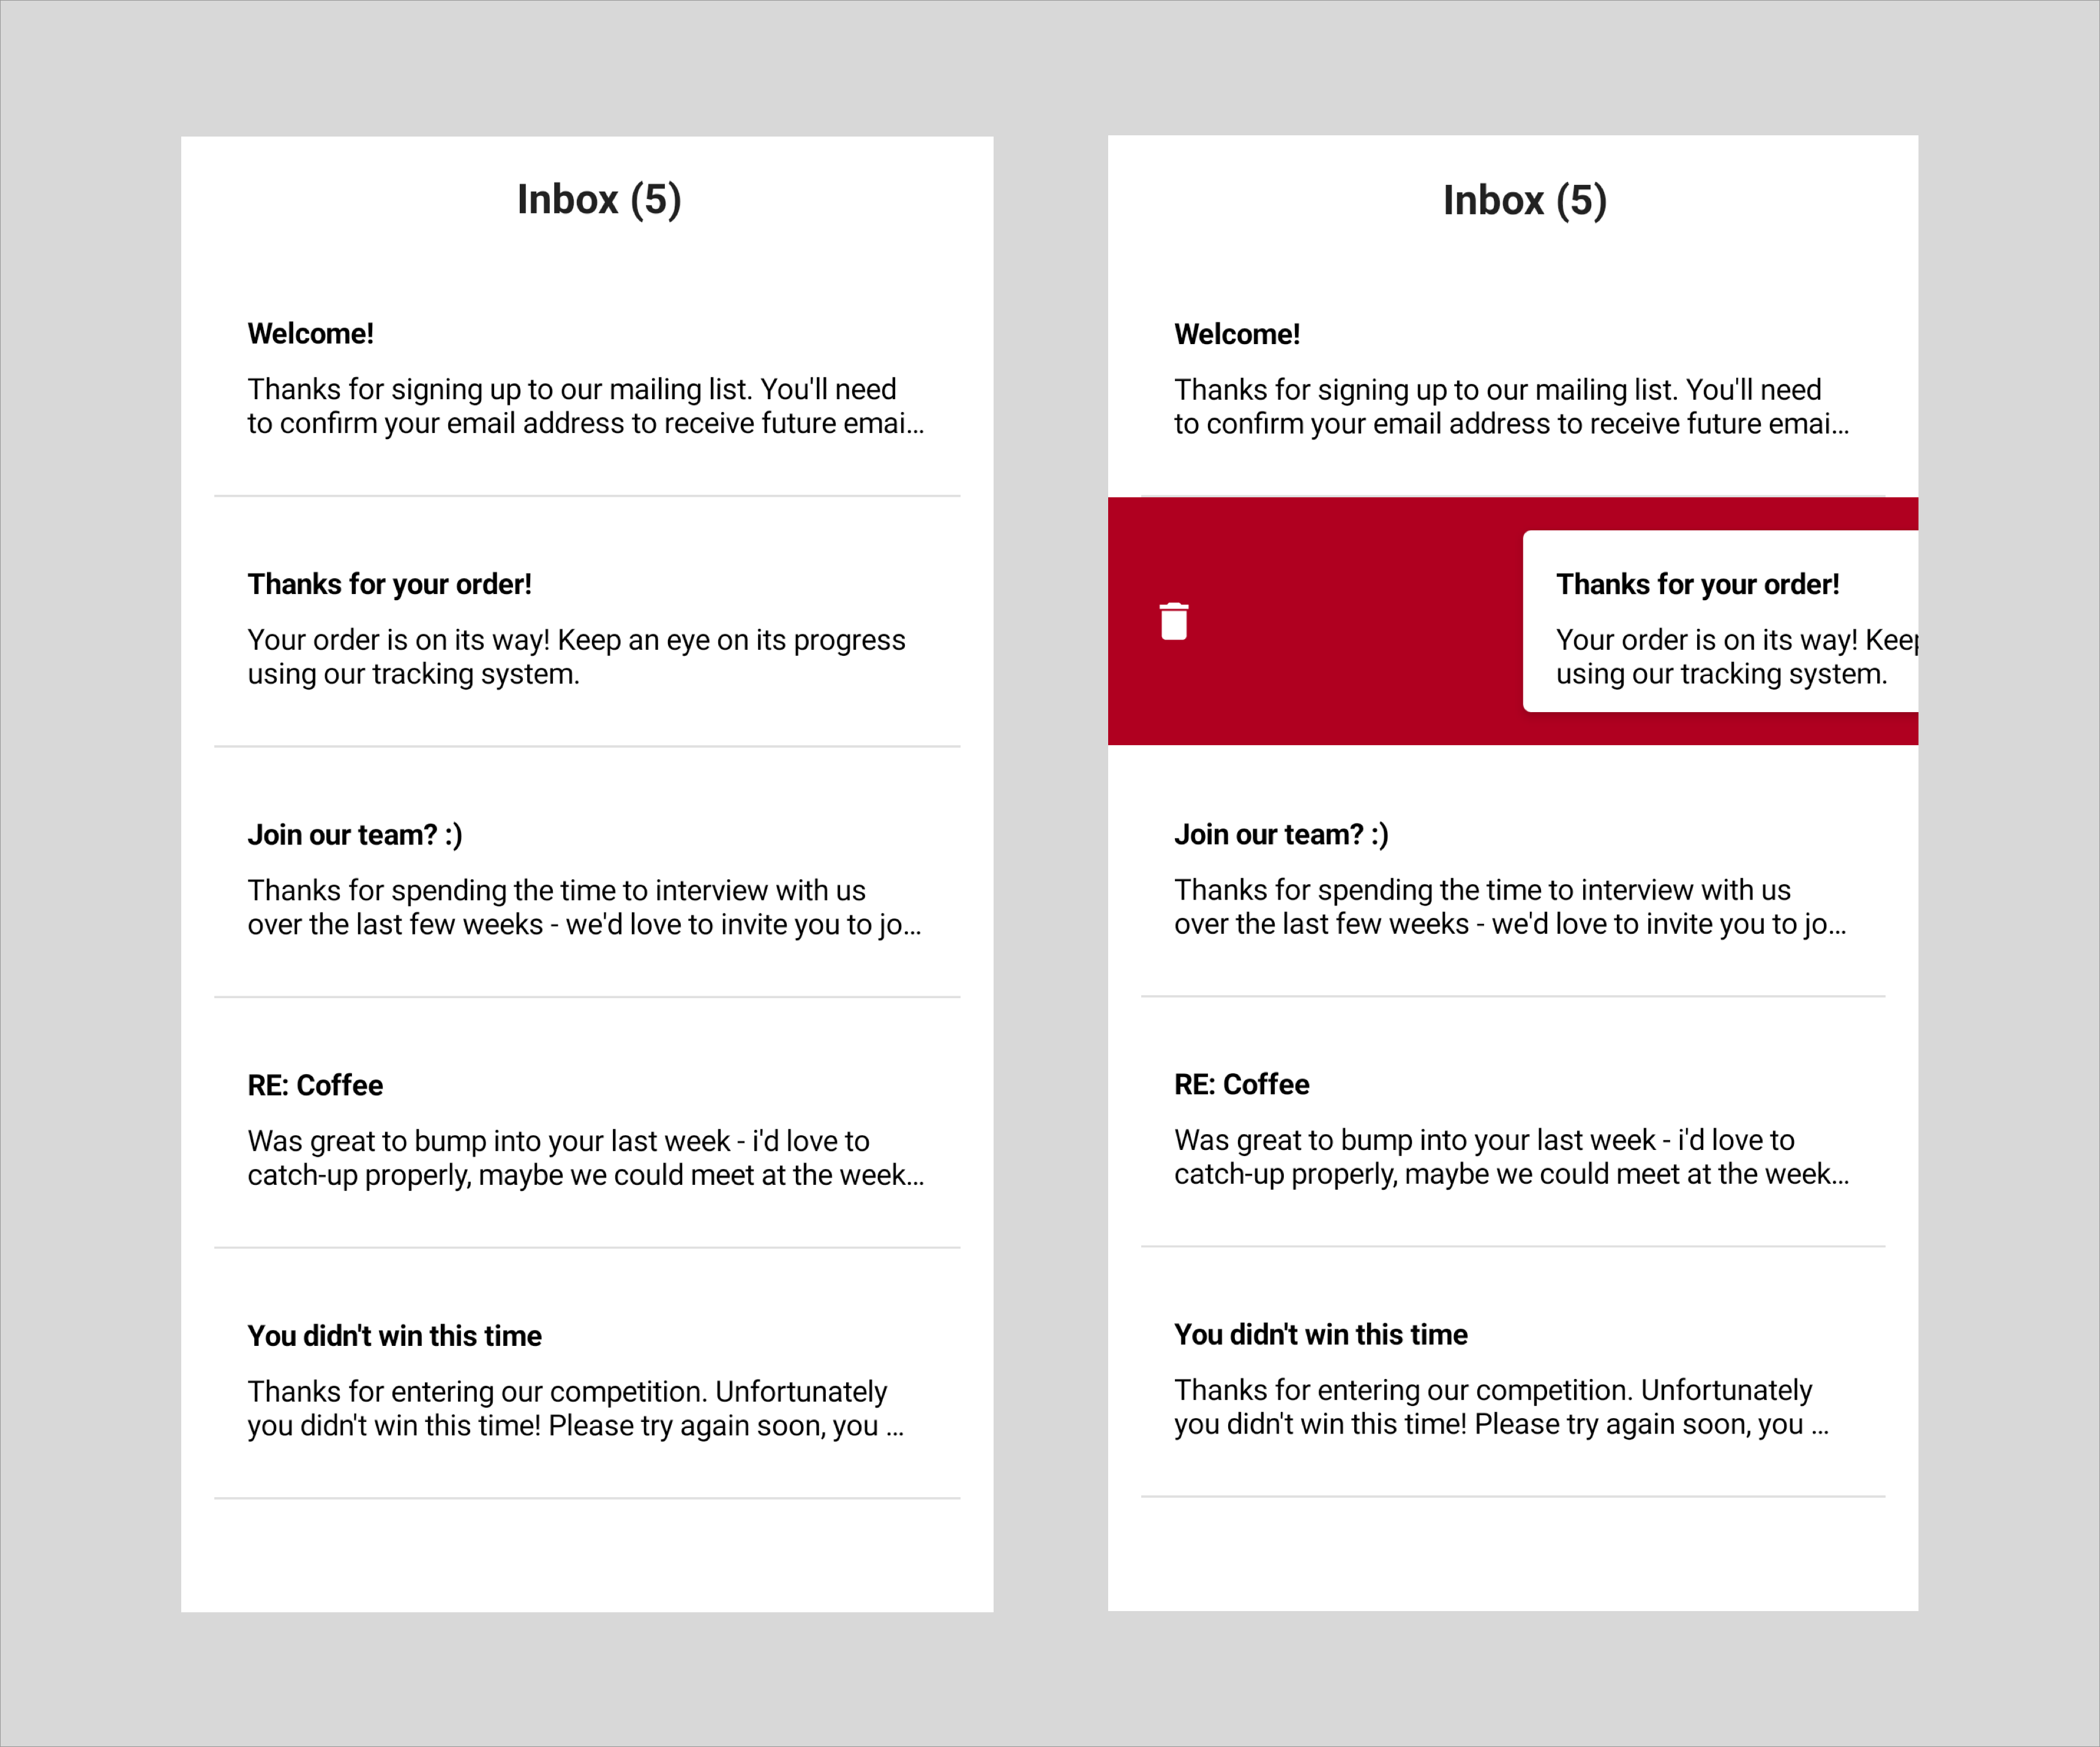 Inbox (5)
Welcome!
Thanks for signing up to our mailing list. You'll need
to confirm your email address to receive future emai...
Thanks for your order!
Your order is on its way! Keep an eye on its progress
using our tracking system.
Join our team? :)
Thanks for spending the time to interview with us
over the last few weeks - we'd love to invite you to jo...
RE: Coffee
Was great to bump into your last week - i'd love to
catch-up properly, maybe we could meet at the week...
You didn't win this time
Thanks for entering our competition. Unfortunately
you didn't win this time! Please try again soon, you ...
Inbox (5)
Welcome!
Thanks for signing up to our mailing list. You'll need
to confirm your email address to receive future emai...
Thanks for your order!
Your order is on its way! Keep
using our tracking system.
Join our team? :)
Thanks for spending the time to interview with us
over the last few weeks - we'd love to invite you to jo...
RE: Coffee
Was great to bump into your last week - i'd love to
catch-up properly, maybe we could meet at the week...
You didn't win this time
Thanks for entering our competition. Unfortunately
you didn't win this time! Please try again soon, you ...